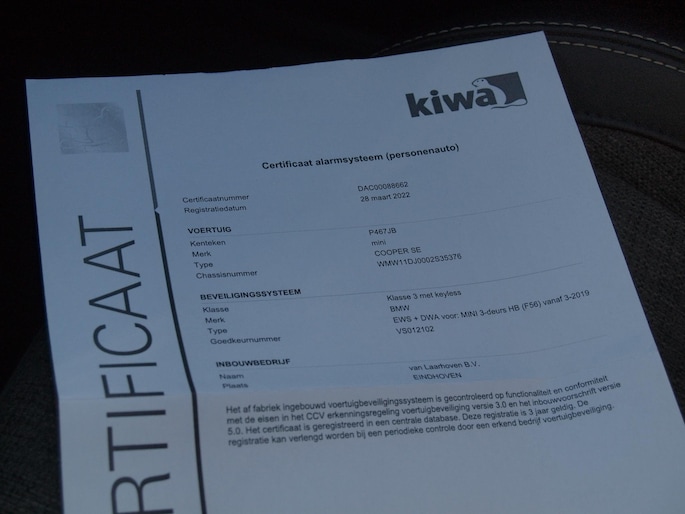 kiwa
CERTIFICAAT
Certificaat alarmsysteem (personenauto)
Certificaatnummer DAC00088662
Registratiedatum 28 maart 2022
VOERTUIG
Kenteken P467JB
Merk mini
Type COOPER SE
Chassisnummer WMW11DJ0002S35376
BEVEILIGINGSSYSTEEM
Klasse Klasse 3 met keyless
Merk BMW
Type EWS + DWA voor: MINI 3-deurs HB (F56) vanaf 3-2019
Goedkeurnummer VS012102
INBOUWBEDRIJF
Naam van Laarhoven B.V.
Plaats EINDHOVEN
Het af fabriek ingebouwd voertuigbeveiligingssysteem is gecontroleerd op functionaliteit en conformiteit
met de eisen in het CCV erkenningsregeling voertuigbeveiliging versie 3.0 en het inbouwvoorschrift versie
5.0. Het certificaat is geregistreerd in een centrale database. Deze registratie is 3 jaar geldig. De
registratie kan verlengd worden bij een periodieke controle door een erkend bedrijf voertuigbeveiliging.